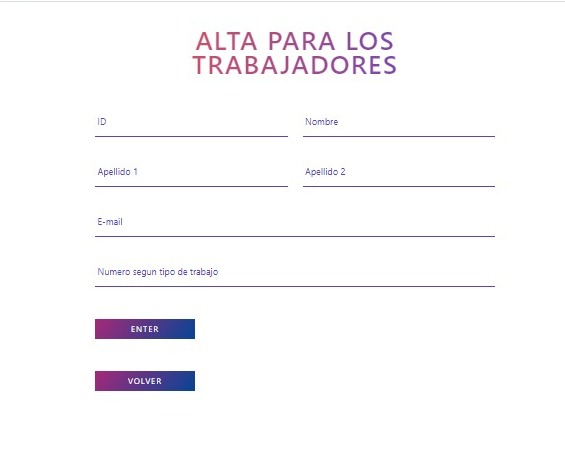 ALTA PARA LOS
TRABAJADORES
ID
Nombre
Apellido 1
Apellido 2
E-mail
Numero segun tipo de trabajo
ENTER
VOLVER